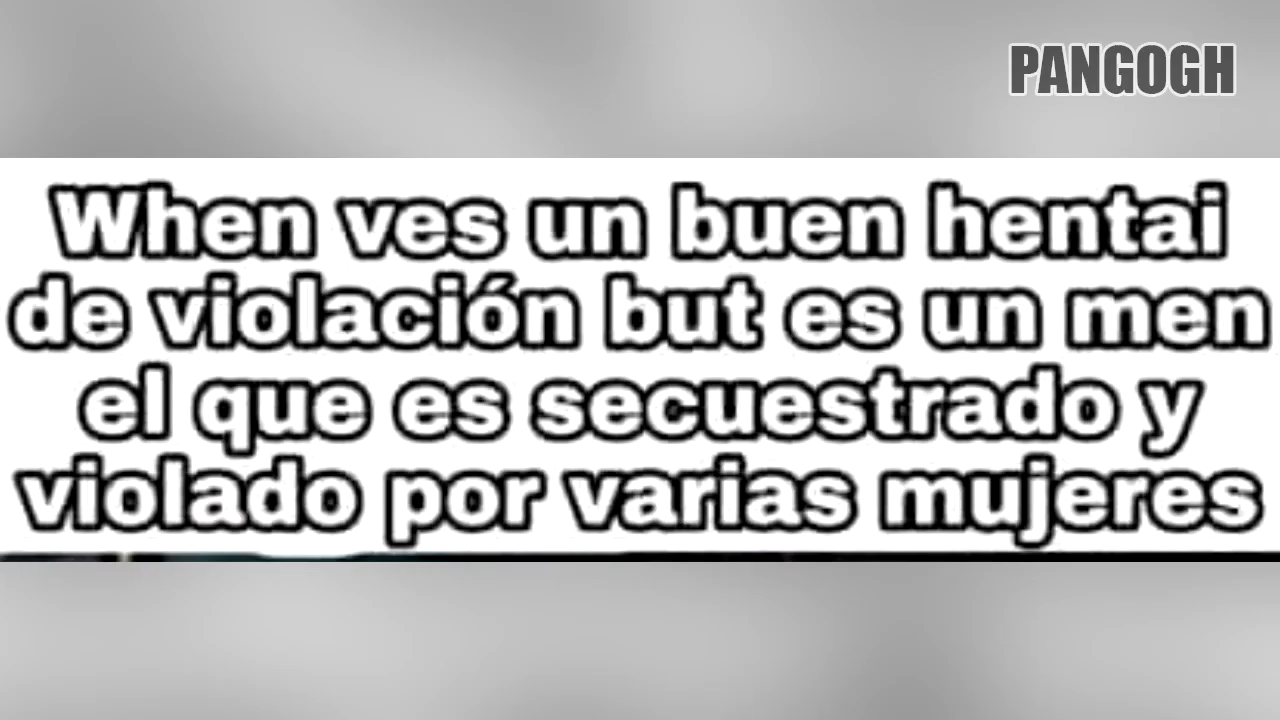 PANGOGH
When ves un buen hentai
de violación but es un men
el que es secuestrado y
violado por varias mujeres